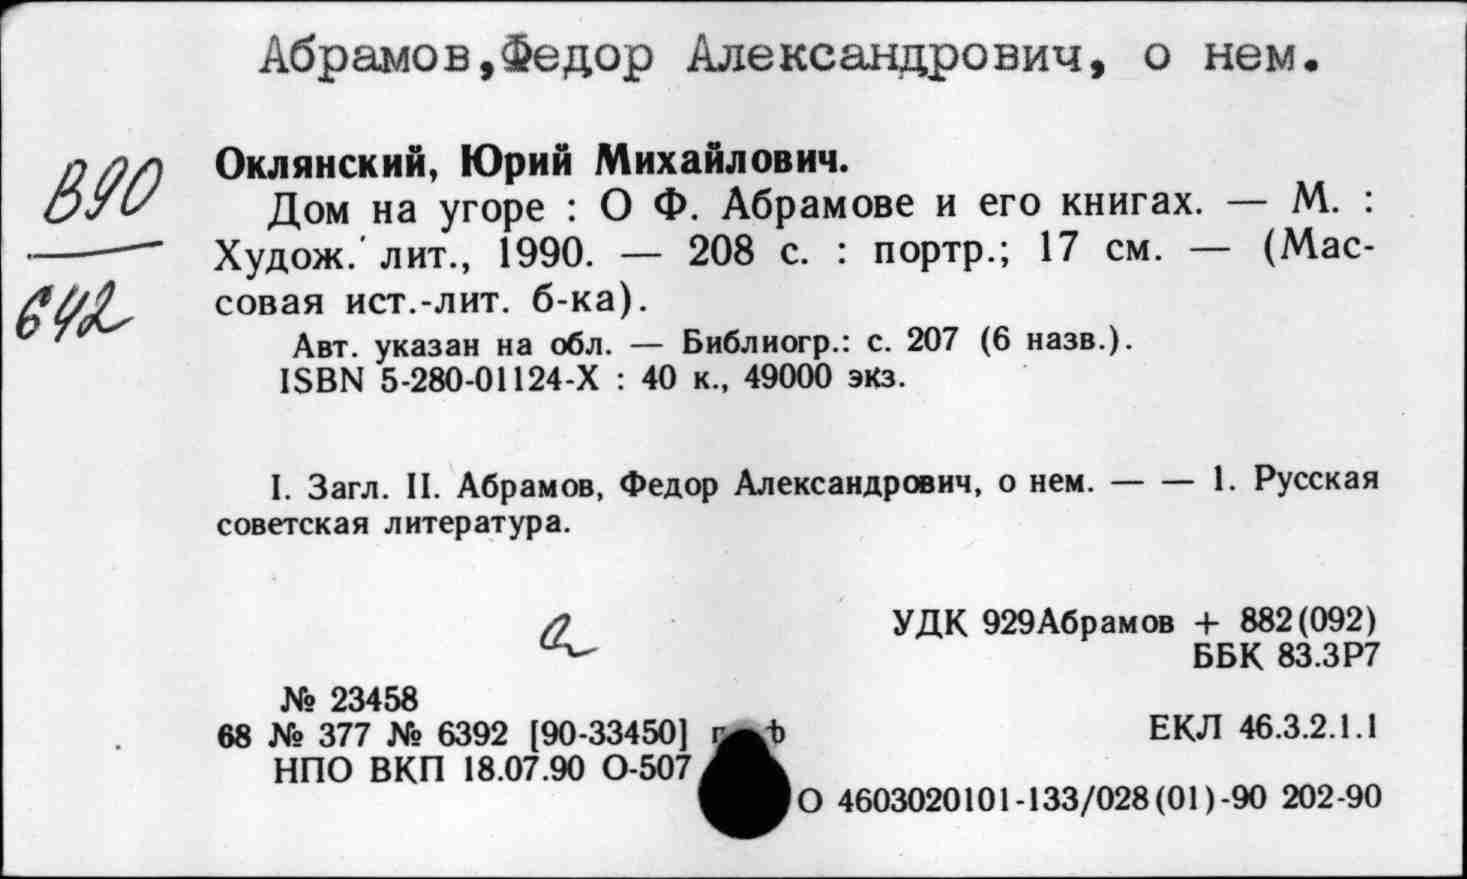 Абрамов,Федор Александрович, о нем.
В90
642
Оклянский, Юрий Михайлович.
Дом на угоре : О Ф. Абрамове и его книгах. — М. :
Худож. лит., 1990. — 208 с. : портр.; 17 см. — (Мас-
совая ист.-лит. б-ка).
Авт. указан на обл. — Библиогр.: с. 207 (6 назв.).
ISBN 5-280-01124-X : 40 к., 49000 экз.
I. Загл. II. Абрамов, Федор Александрович, о нем. — — 1. Русская
советская литература.
а
УДК 929Абрамов + 882(092)
ББК 83.3Р7
№ 23458
68 № 377 № 6392 [90-33450]
ЕКЛ 46.3.2.1.1
НПО ВКП 18.07.90 О-507
О 4603020101-133/028(01)-90 202-90